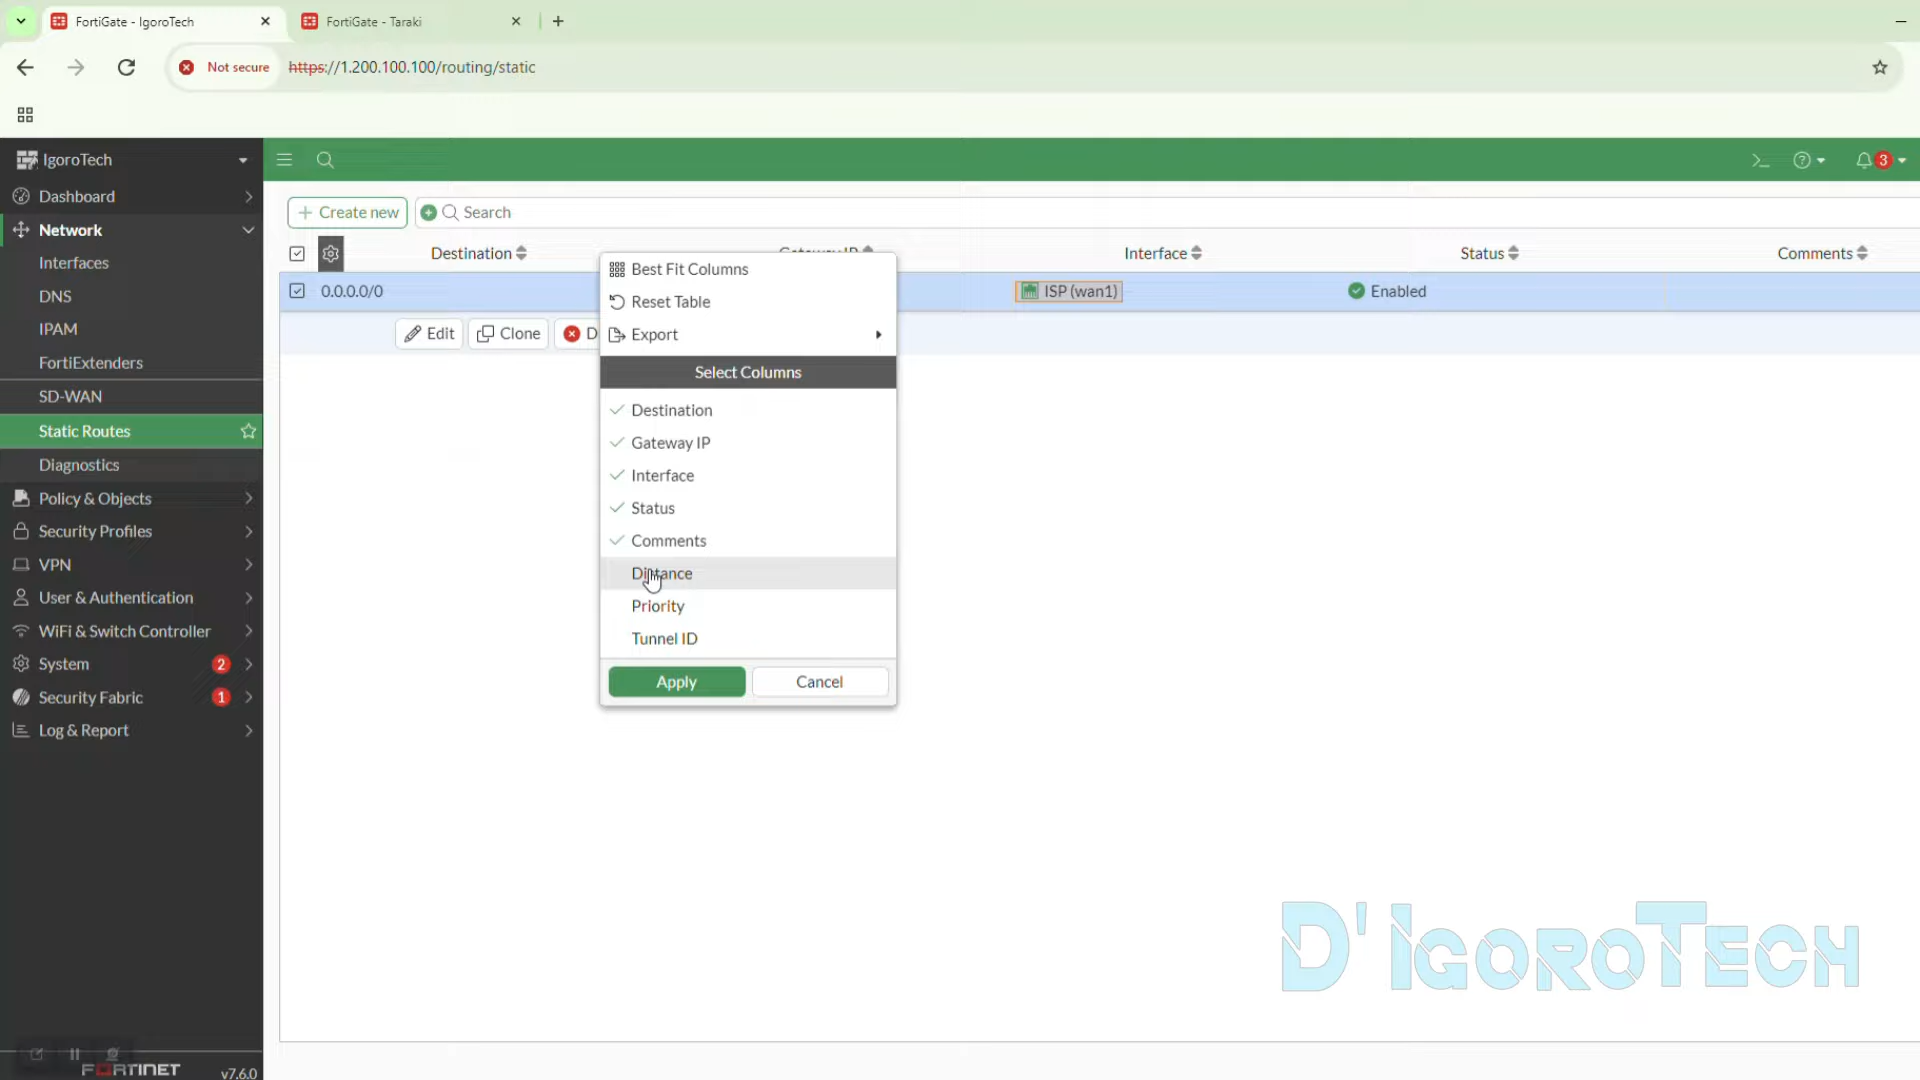 FortiGate - IgoroTech
FortiGate - Taraki
Not secure
https://1.200.100.100/routing/static
IgoroTech
3
Dashboard
Network
Interfaces
DNS
IPAM
FortiExtenders
SD-WAN
Static Routes
Diagnostics
Policy & Objects
Security Profiles
VPN
User & Authentication
WiFi & Switch Controller
System
2
Security Fabric
1
Log & Report
FORTINET
v7.6.0
Create new
Search
Destination
Gateway IP
Interface
Status
Comments
0.0.0.0/0
ISP (wan1)
Enabled
Edit
Clone
D
Best Fit Columns
Reset Table
Export
Select Columns
Destination
Gateway IP
Interface
Status
Comments
Distance
Priority
Tunnel ID
Apply
Cancel
D'IGOROTECH